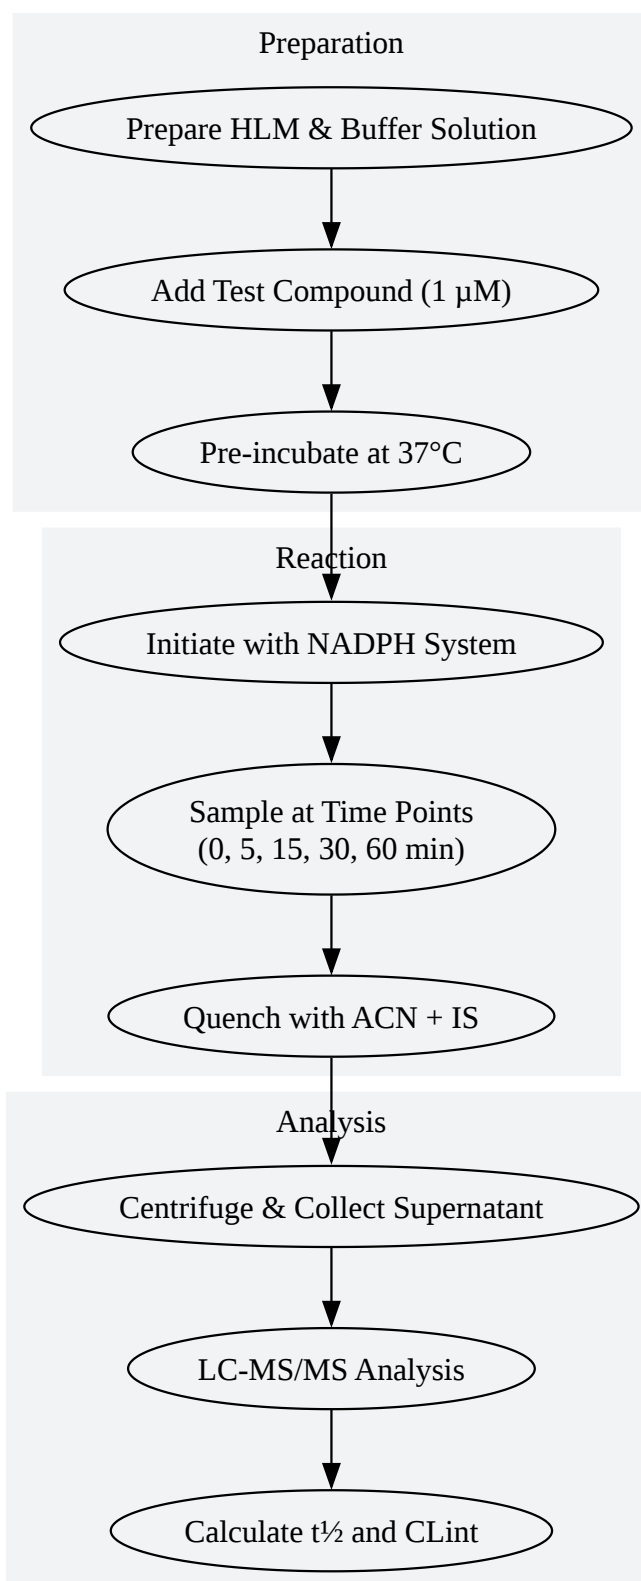 Preparation
Prepare HLM & Buffer Solution
Add Test Compound (1 µM)
Pre-incubate at 37°C
Reaction
Initiate with NADPH System
Sample at Time Points
(0, 5, 15, 30, 60 min)
Quench with ACN + IS
Analysis
Centrifuge & Collect Supernatant
LC-MS/MS Analysis
Calculate t½ and CLint